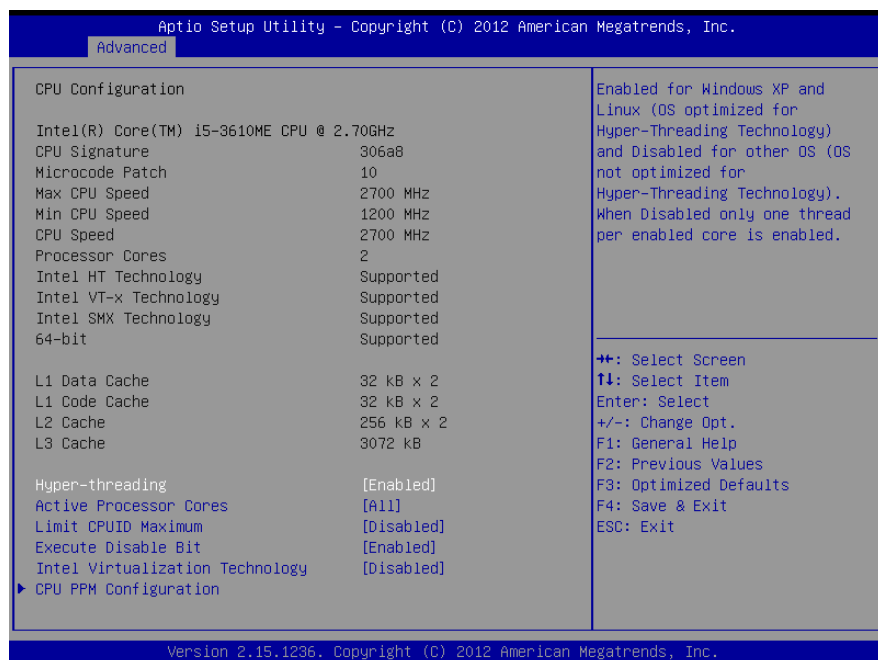 Aptio Setup Utility – Copyright (C) 2012 American Megatrends, Inc.
Advanced
CPU Configuration
Intel(R) Core(TM) i5-3610ME CPU @ 2.70GHz
CPU Signature 306a8
Microcode Patch 10
Max CPU Speed 2700 MHz
Min CPU Speed 1200 MHz
CPU Speed 2700 MHz
Processor Cores 2
Intel HT Technology Supported
Intel VT-x Technology Supported
Intel SMX Technology Supported
64-bit Supported
L1 Data Cache 32 kB x 2
L1 Code Cache 32 kB x 2
L2 Cache 256 kB x 2
L3 Cache 3072 kB
Hyper-threading [Enabled]
Active Processor Cores [All]
Limit CPUID Maximum [Disabled]
Execute Disable Bit [Enabled]
Intel Virtualization Technology [Disabled]
CPU PPM Configuration
Enabled for Windows XP and
Linux (OS optimized for
Hyper-Threading Technology)
and Disabled for other OS (OS
not optimized for
Hyper-Threading Technology).
When Disabled only one thread
per enabled core is enabled.
→←: Select Screen
↑↓: Select Item
Enter: Select
+/-: Change Opt.
F1: General Help
F2: Previous Values
F3: Optimized Defaults
F4: Save & Exit
ESC: Exit
Version 2.15.1236. Copyright (C) 2012 American Megatrends, Inc.